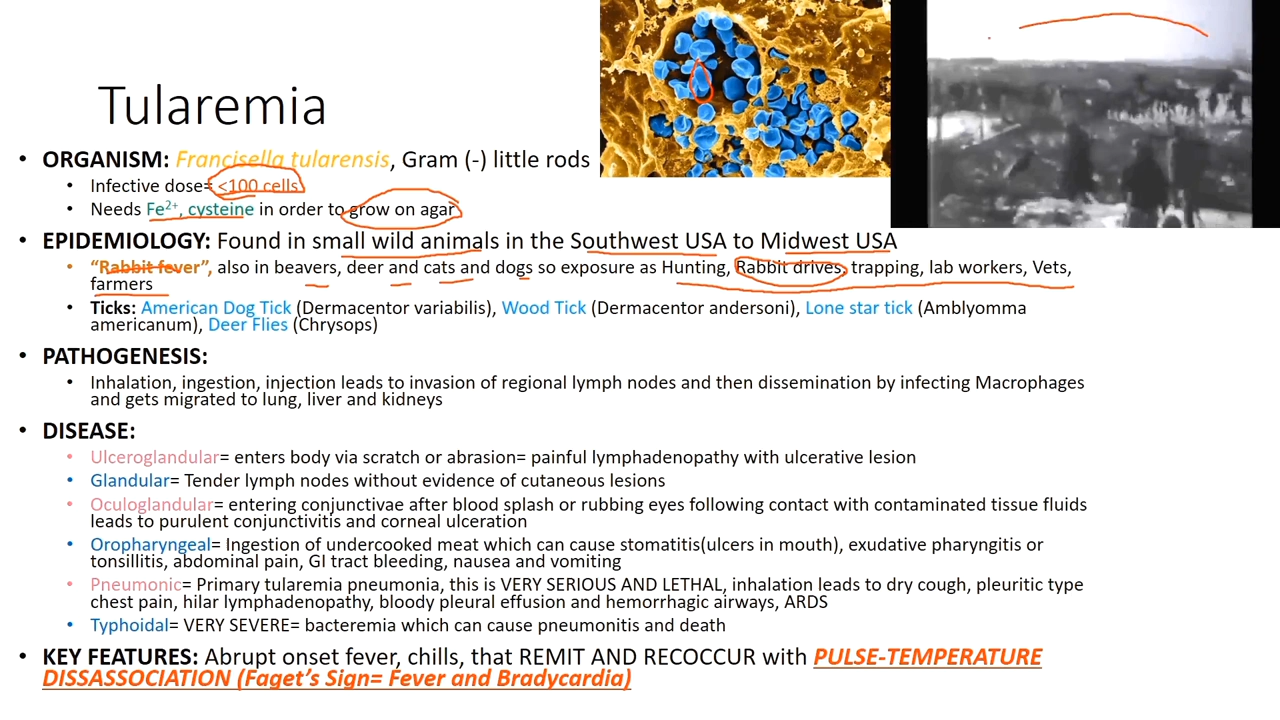 Tularemia
• ORGANISM: Francisella tularensis, Gram (-) little rods
• Infective dose= <100 cells
• Needs Fe²⁺, cysteine in order to grow on agar
• EPIDEMIOLOGY: Found in small wild animals in the Southwest USA to Midwest USA
• “Rabbit fever”, also in beavers, deer and cats and dogs so exposure as Hunting, Rabbit drives, trapping, lab workers, Vets,
farmers
• Ticks: American Dog Tick (Dermacentor variabilis), Wood Tick (Dermacentor andersoni), Lone star tick (Amblyomma
americanum), Deer Flies (Chrysops)
• PATHOGENESIS:
• Inhalation, ingestion, injection leads to invasion of regional lymph nodes and then dissemination by infecting Macrophages
and gets migrated to lung, liver and kidneys
• DISEASE:
• Ulceroglandular= enters body via scratch or abrasion= painful lymphadenopathy with ulcerative lesion
• Glandular= Tender lymph nodes without evidence of cutaneous lesions
• Oculoglandular= entering conjunctivae after blood splash or rubbing eyes following contact with contaminated tissue fluids
leads to purulent conjunctivitis and corneal ulceration
• Oropharyngeal= Ingestion of undercooked meat which can cause stomatitis(ulcers in mouth), exudative pharyngitis or
tonsillitis, abdominal pain, GI tract bleeding, nausea and vomiting
• Pneumonic= Primary tularemia pneumonia, this is VERY SERIOUS AND LETHAL, inhalation leads to dry cough, pleuritic type
chest pain, hilar lymphadenopathy, bloody pleural effusion and hemorrhagic airways, ARDS
• Typhoidal= VERY SEVERE= bacteremia which can cause pneumonitis and death
• KEY FEATURES: Abrupt onset fever, chills, that REMIT AND RECOCCUR with PULSE-TEMPERATURE
DISSASSOCIATION (Faget’s Sign= Fever and Bradycardia)